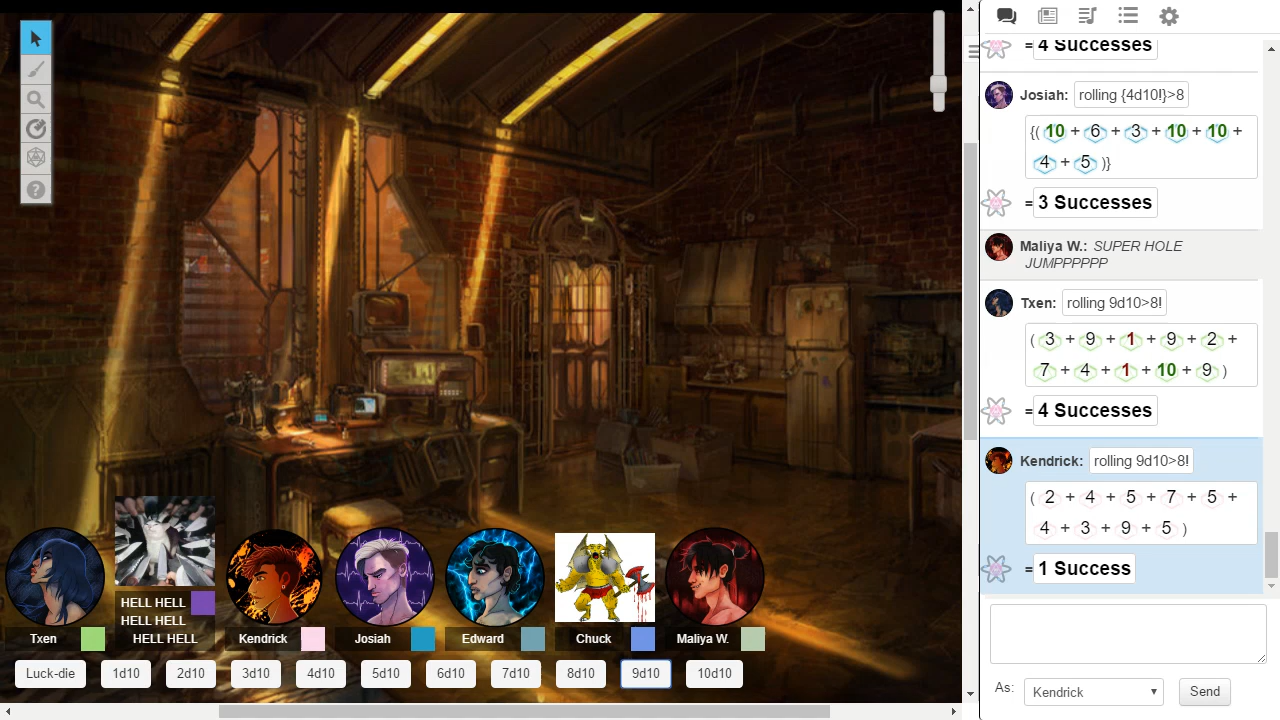 = 4 Successes
Josiah: rolling {4d10!}>8
{( 10 + 6 + 3 + 10 + 10 +
4 + 5 )}
= 3 Successes
Maliya W.: SUPER HOLE
JUMPPPPPP
Txen: rolling 9d10>8!
( 3 + 9 + 1 + 9 + 2 +
7 + 4 + 1 + 10 + 9 )
= 4 Successes
Kendrick: rolling 9d10>8!
( 2 + 4 + 5 + 7 + 5 +
4 + 3 + 9 + 5 )
= 1 Success
As: Kendrick Send
HELL HELL
HELL HELL
HELL HELL
Txen Kendrick Josiah Edward Chuck Maliya W.
Luck-die 1d10 2d10 3d10 4d10 5d10 6d10 7d10 8d10 9d10 10d10